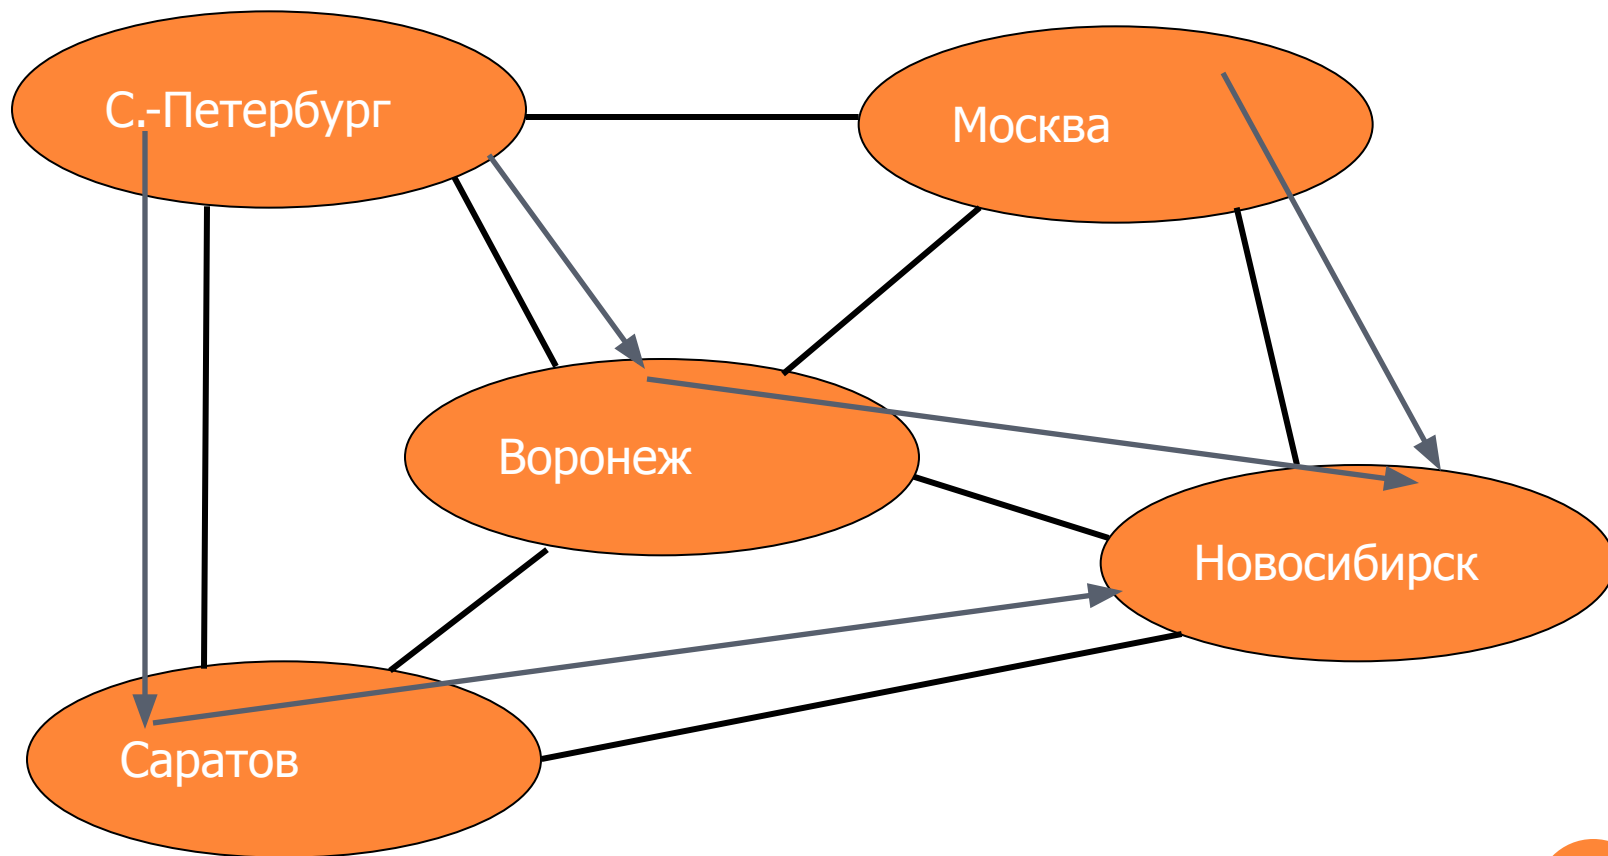 С.-Петербург
Москва
Воронеж
Новосибирск
Саратов